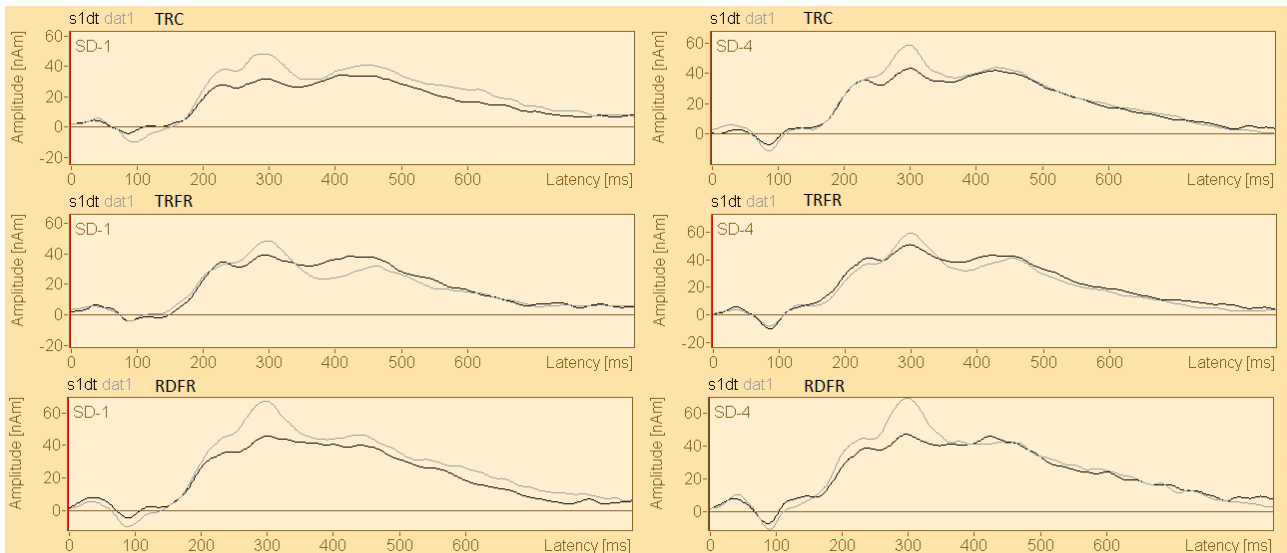 s1dt dat1 TRC
SD-1
Amplitude [nAm]
60
40
20
0
-20
0 100 200 300 400 500 600 Latency [ms]
s1dt dat1 TRC
SD-4
Amplitude [nAm]
60
40
20
0
0 100 200 300 400 500 600 Latency [ms]
s1dt dat1 TRFR
SD-1
Amplitude [nAm]
60
40
20
0
-20
0 100 200 300 400 500 600 Latency [ms]
s1dt dat1 TRFR
SD-4
Amplitude [nAm]
60
40
20
0
-20
0 100 200 300 400 500 600 Latency [ms]
s1dt dat1 RDFR
SD-1
Amplitude [nAm]
60
40
20
0
0 100 200 300 400 500 600 Latency [ms]
s1dt dat1 RDFR
SD-4
Amplitude [nAm]
60
40
20
0
0 100 200 300 400 500 600 Latency [ms]